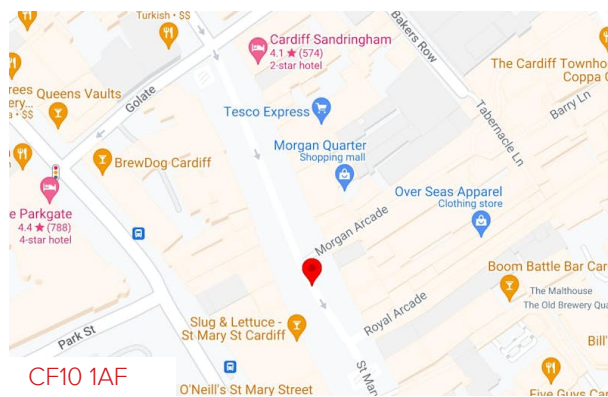 Turkish • $$
Cardiff Sandringham
4.1 ★ (574)
2-star hotel
Bakers Row
The Cardiff Townho
Coppa C
rees
ery...
a • $$
Queens Vaults
Golate
Tesco Express
Tabernacle Ln
Barry Ln
Morgan Quarter
Shopping mall
BrewDog Cardiff
Over Seas Apparel
Clothing store
e Parkgate
4.4 ★ (788)
4-star hotel
Morgan Arcade
Boom Battle Bar Car
The Malthouse
The Old Brewery Qua
Royal Arcade
Slug & Lettuce -
St Mary St Cardiff
Park St
St Mar
Bill'
CF10 1AF
O'Neill's St Mary Street
Five Guys Car